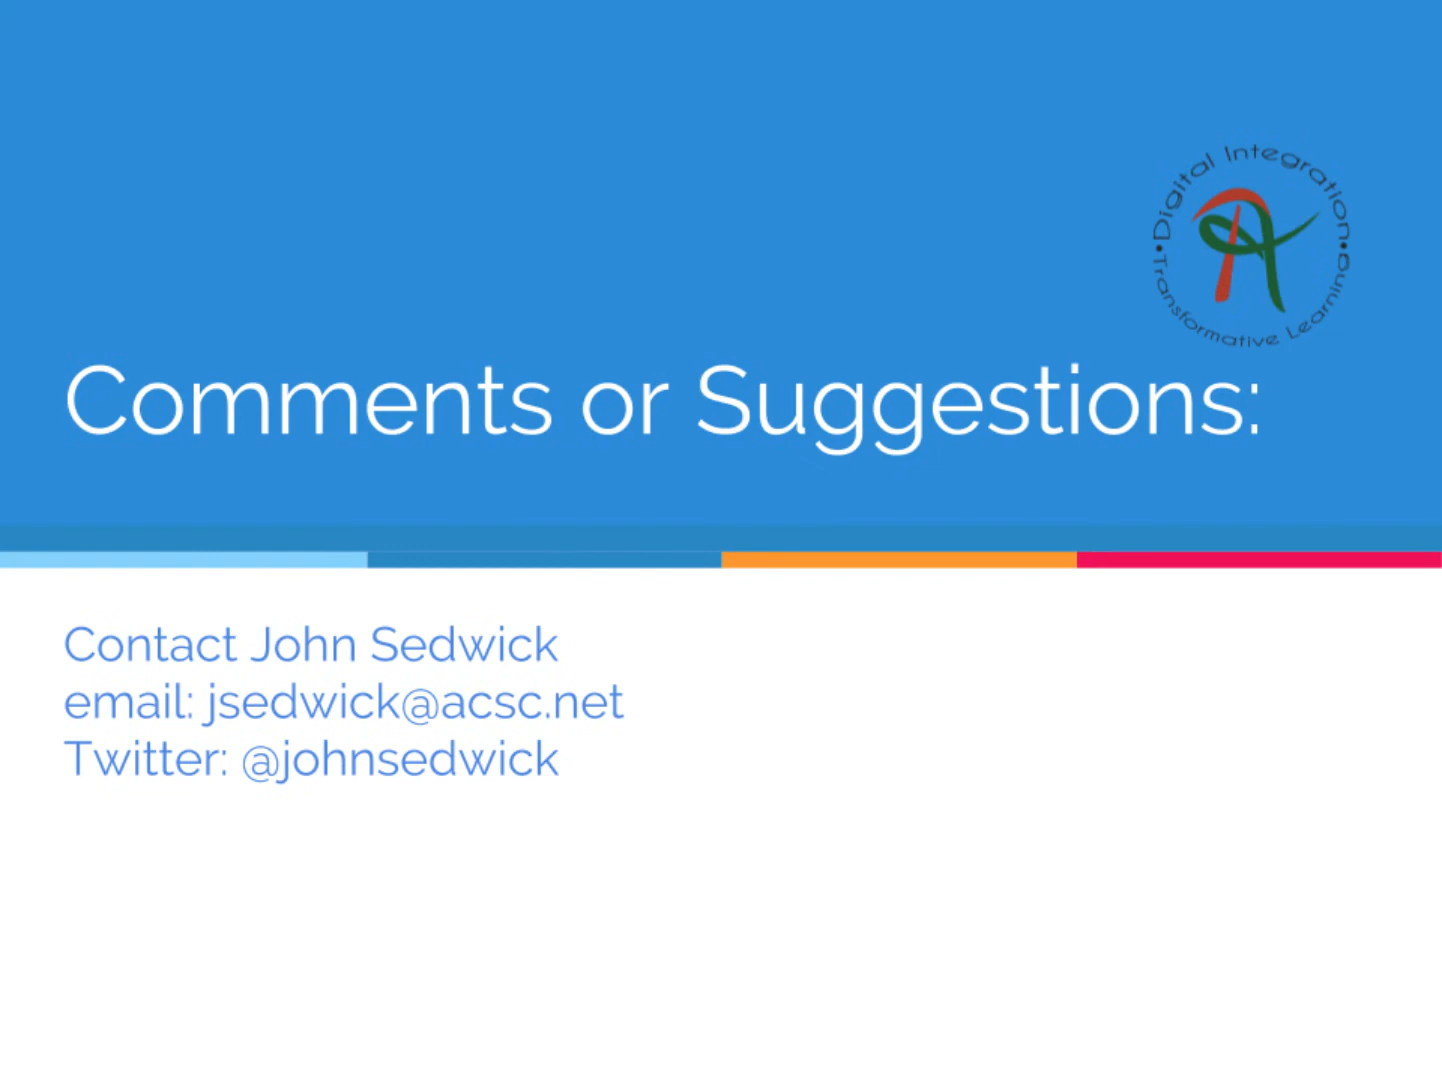 •Digital Integration•
Transformative Learning
Comments or Suggestions:
Contact John Sedwick
email: jsedwick@acsc.net
Twitter: @johnsedwick